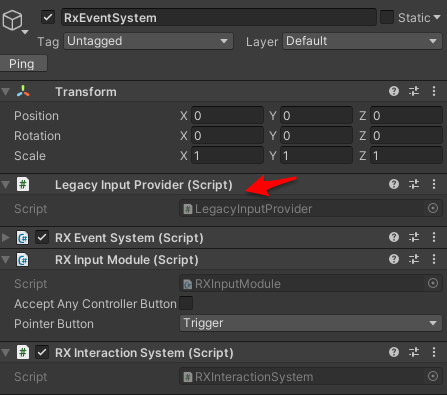 RxEventSystem Static
Tag Untagged Layer Default
Ping
Transform
Position X 0 Y 0 Z 0
Rotation X 0 Y 0 Z 0
Scale X 1 Y 1 Z 1
Legacy Input Provider (Script)
Script LegacyInputProvider
RX Event System (Script)
RX Input Module (Script)
Script RXInputModule
Accept Any Controller Button
Pointer Button Trigger
RX Interaction System (Script)
Script RXInteractionSystem